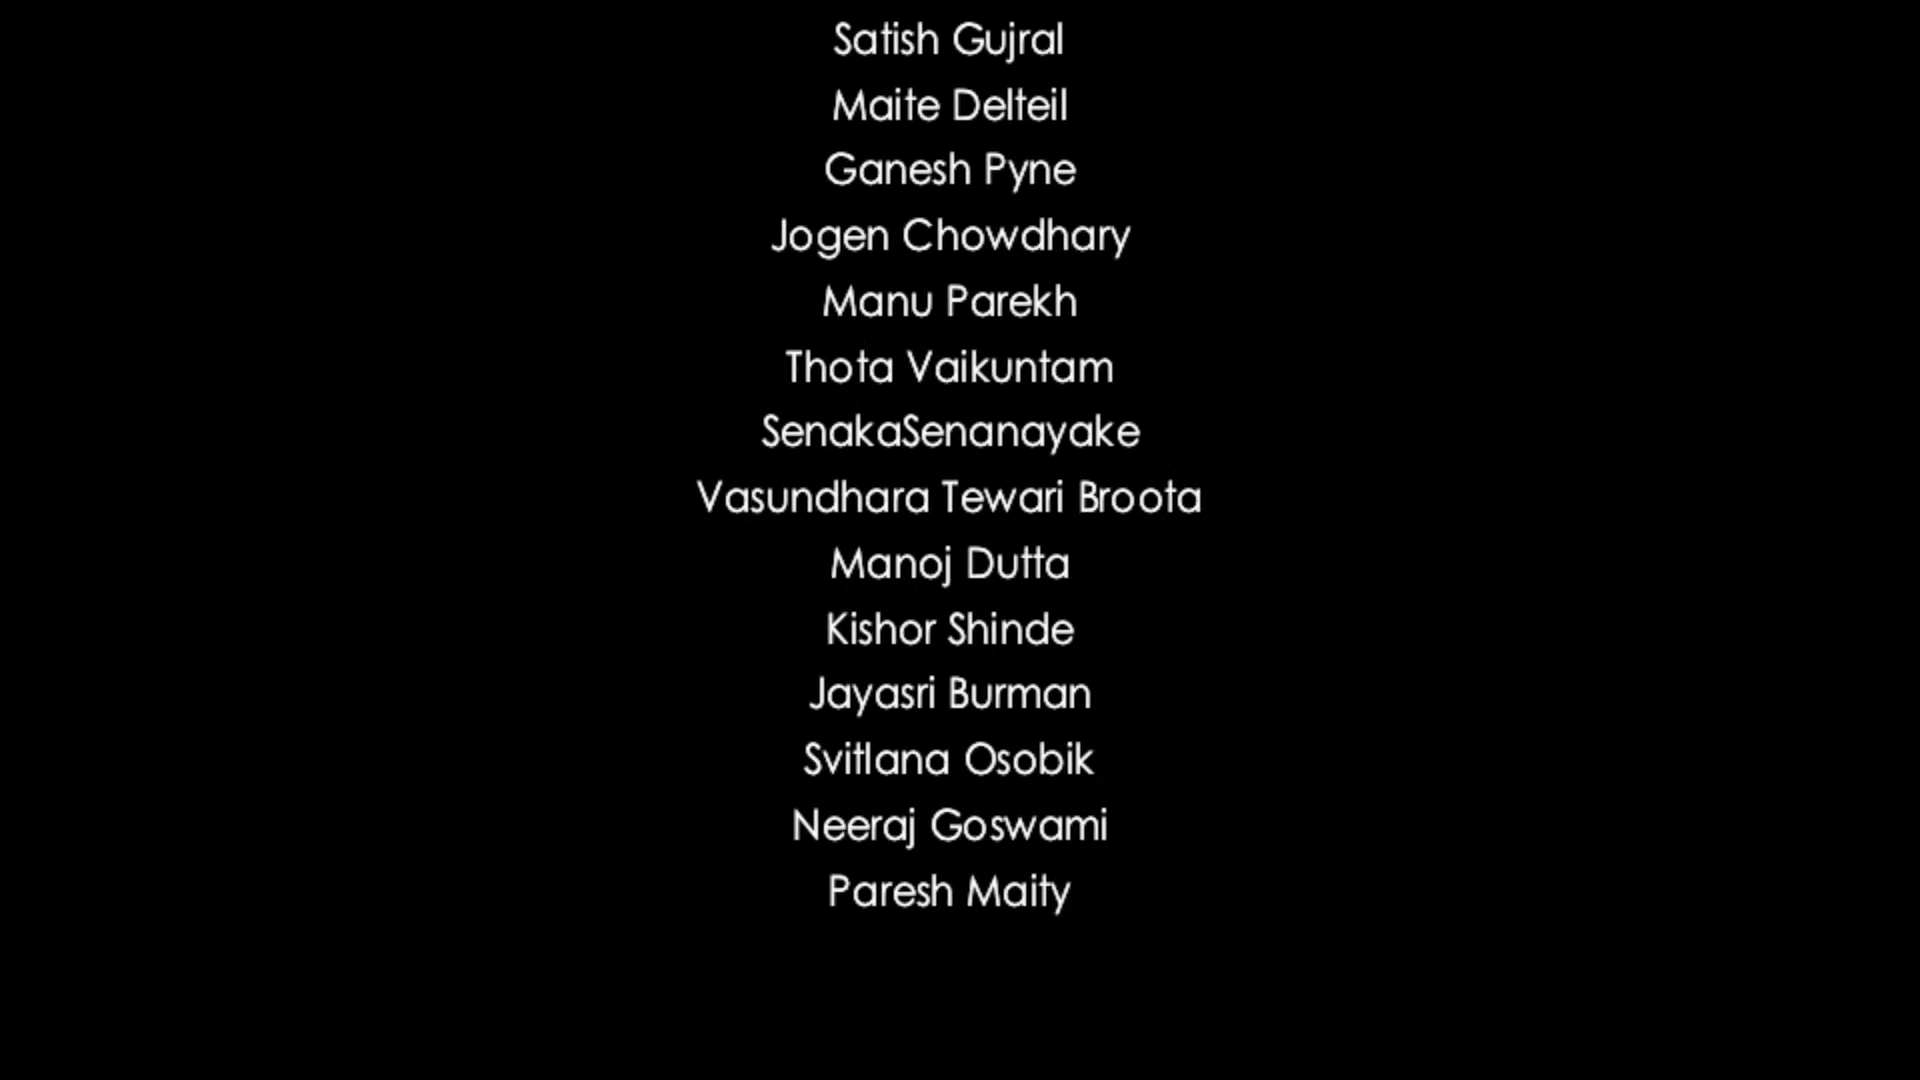 Satish Gujral
Maite Delteil
Ganesh Pyne
Jogen Chowdhary
Manu Parekh
Thota Vaikuntam
SenakaSenanayake
Vasundhara Tewari Broota
Manoj Dutta
Kishor Shinde
Jayasri Burman
Svitlana Osobik
Neeraj Goswami
Paresh Maity